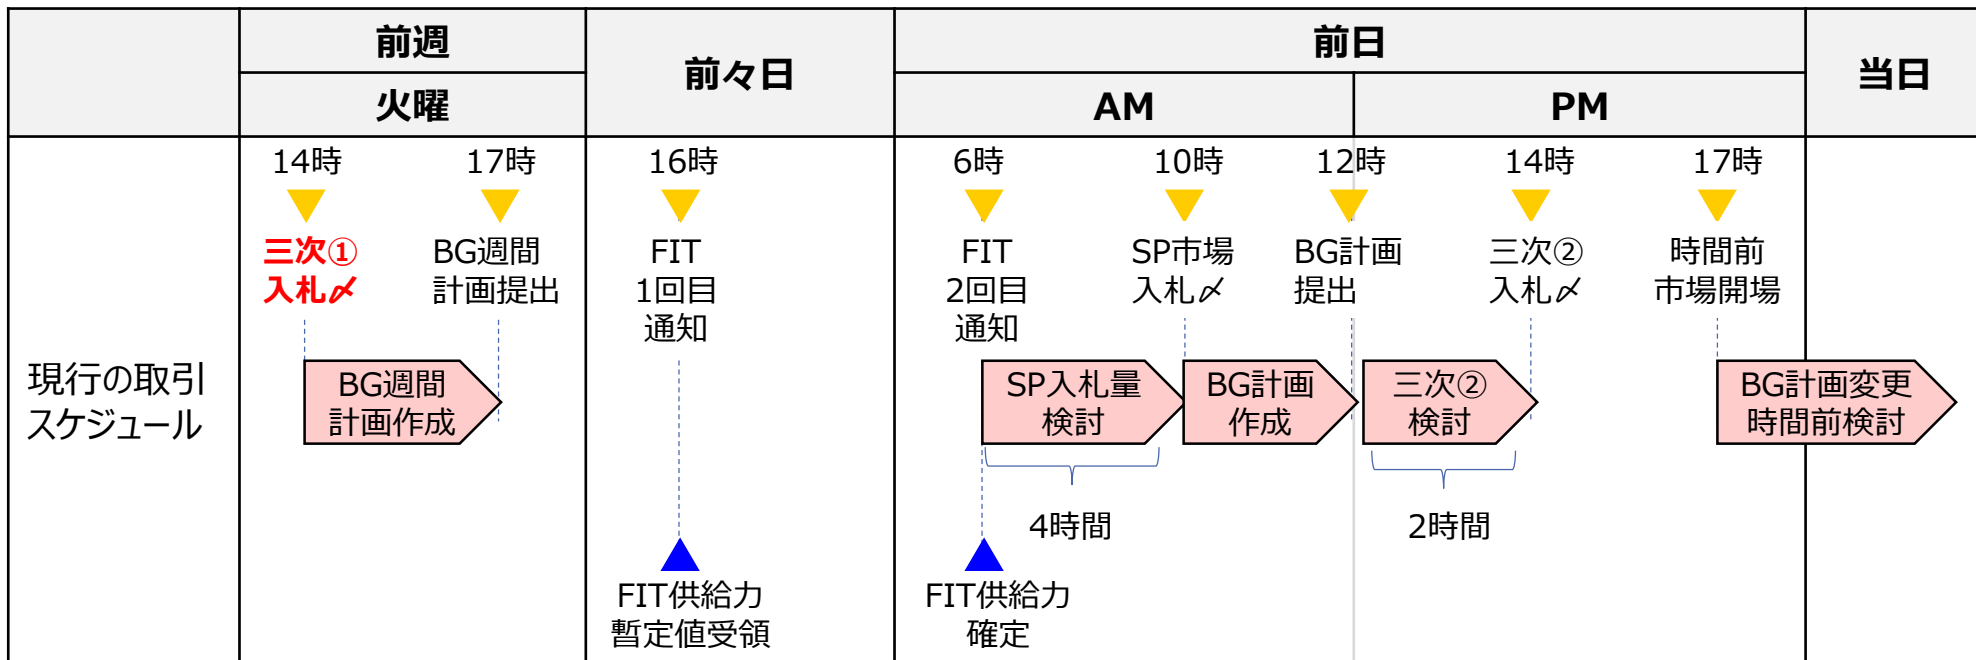 前週
前々日
前日
当日
火曜
AM
PM
14時
17時
16時
6時
10時
12時
14時
17時
三次①
入札〆
BG週間
計画提出
FIT
1回目
通知
FIT
2回目
通知
SP市場
入札〆
BG計画
提出
三次②
入札〆
時間前
市場開場
現行の取引
スケジュール
BG週間
計画作成
SP入札量
検討
BG計画
作成
三次②
検討
BG計画変更
時間前検討
4時間
2時間
FIT供給力
暫定値受領
FIT供給力
確定